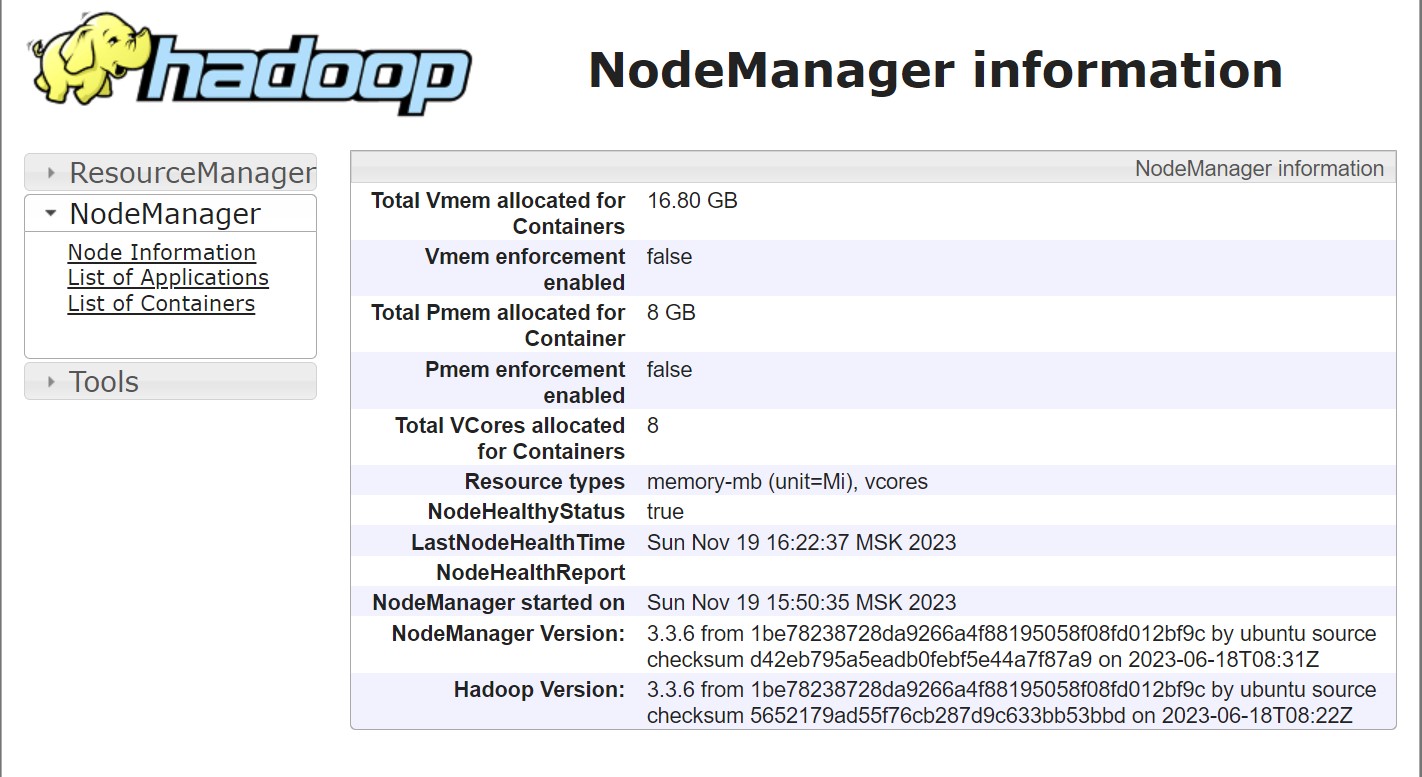 hadoop
NodeManager information
ResourceManager
NodeManager
Node Information
List of Applications
List of Containers
Tools
NodeManager information
Total Vmem allocated for Containers 16.80 GB
Vmem enforcement enabled false
Total Pmem allocated for Container 8 GB
Pmem enforcement enabled false
Total VCores allocated for Containers 8
Resource types memory-mb (unit=Mi), vcores
NodeHealthyStatus true
LastNodeHealthTime Sun Nov 19 16:22:37 MSK 2023
NodeHealthReport
NodeManager started on Sun Nov 19 15:50:35 MSK 2023
NodeManager Version: 3.3.6 from 1be78238728da9266a4f88195058f08fd012bf9c by ubuntu source
checksum d42eb795a5eadb0febf5e44a7f87a9 on 2023-06-18T08:31Z
Hadoop Version: 3.3.6 from 1be78238728da9266a4f88195058f08fd012bf9c by ubuntu source
checksum 5652179ad55f76cb287d9c633bb53bbd on 2023-06-18T08:22Z